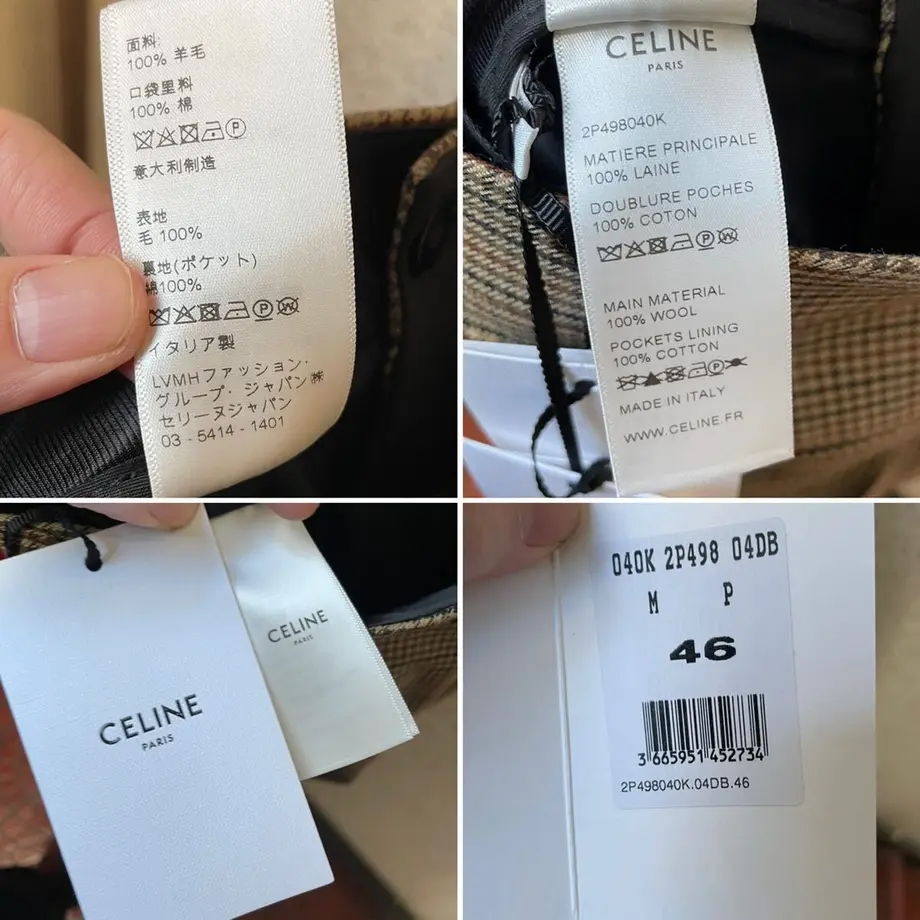 面料:
100% 羊毛
口袋里料
100% 棉
意大利制造
表地
毛 100%
裏地(ポケット)
綿100%
イタリア製
LVMHファッション・
グループ・ジャパン㈱
セリーヌジャパン
03 - 5414 - 1401
CELINE
PARIS
2P498040K
MATIERE PRINCIPALE
100% LAINE
DOUBLURE POCHES
100% COTON
MAIN MATERIAL
100% WOOL
POCKETS LINING
100% COTTON
MADE IN ITALY
WWW.CELINE.FR
CELINE
PARIS
CELINE
PARIS
040K 2P498 04DB
M P
46
3 665951 452734
2P498040K.04DB.46